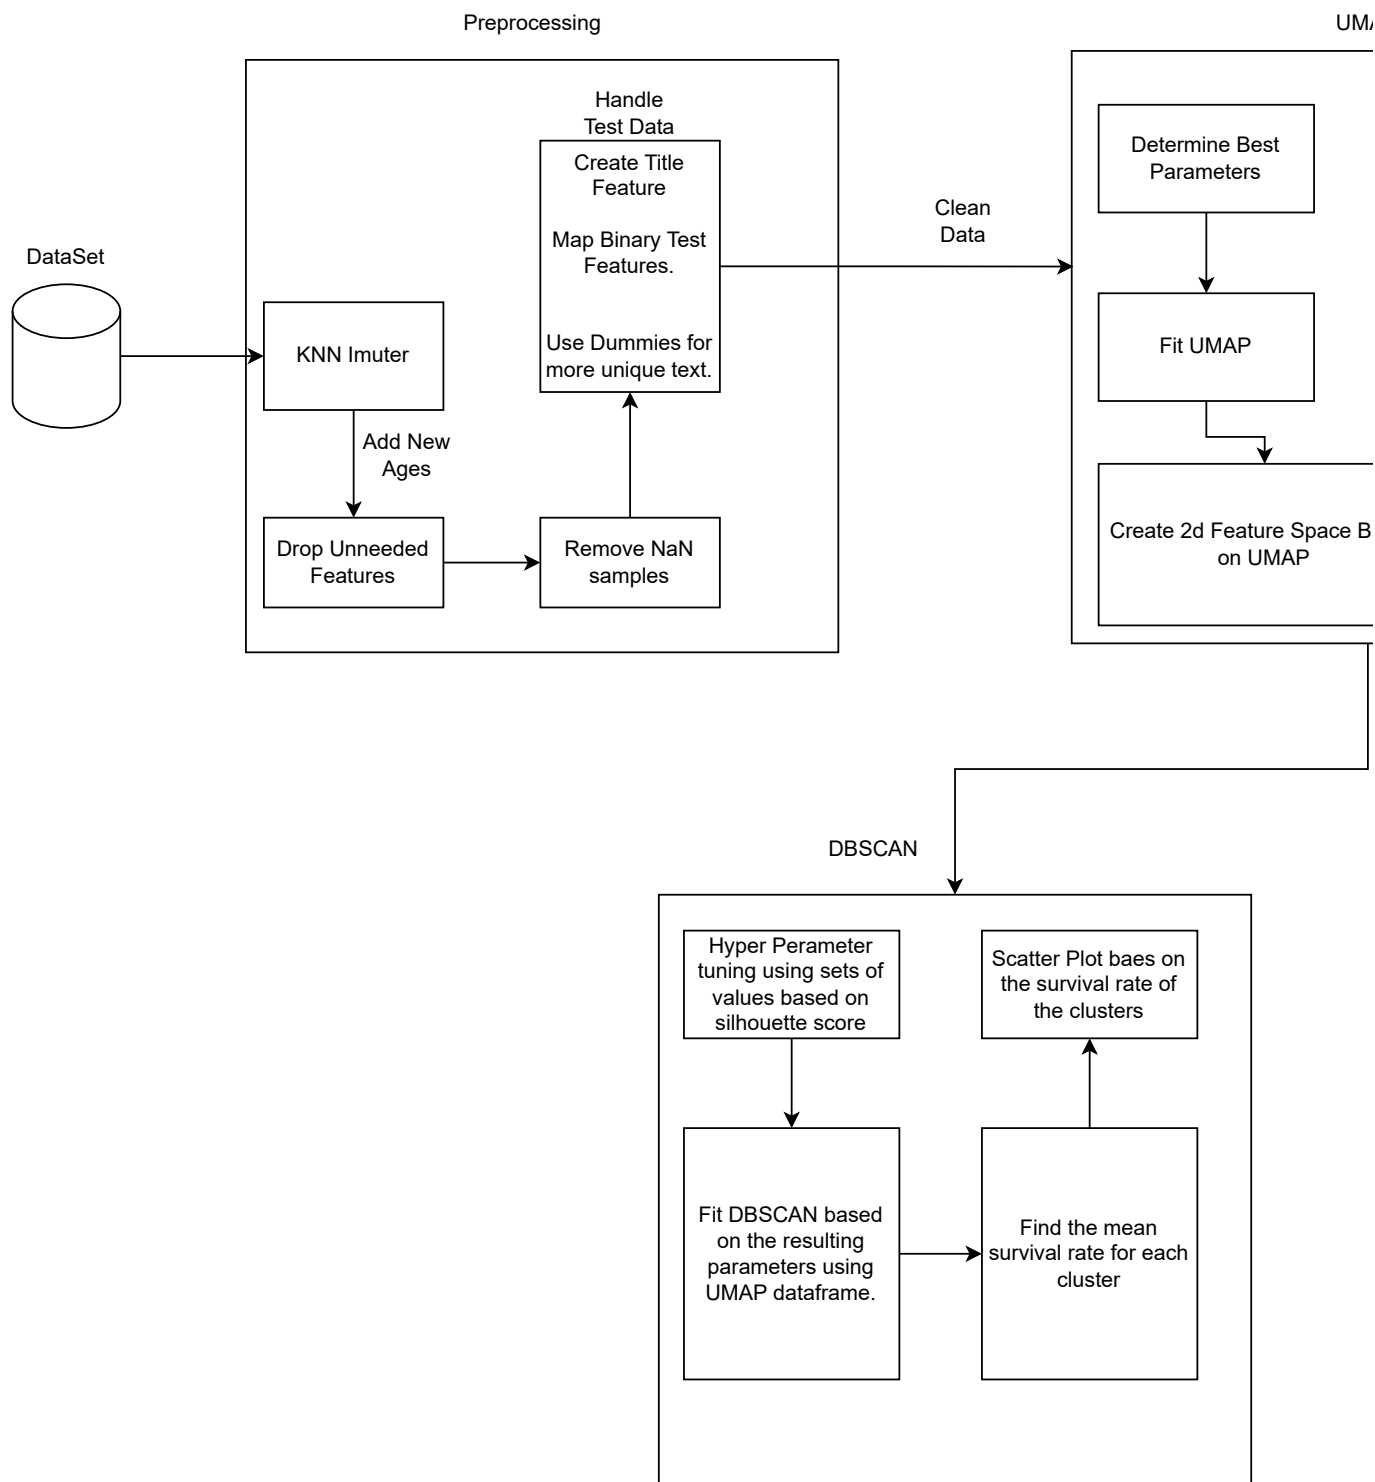 Preprocessing
UMA
Handle
Test Data
Create Title
Feature
Map Binary Test
Features.
Use Dummies for
more unique text.
Clean
Data
Determine Best
Parameters
DataSet
KNN Imuter
Fit UMAP
Add New
Ages
Drop Unneeded
Features
Remove NaN
samples
Create 2d Feature Space B
on UMAP
DBSCAN
Hyper Perameter
tuning using sets of
values based on
silhouette score
Scatter Plot baes on
the survival rate of
the clusters
Fit DBSCAN based
on the resulting
parameters using
UMAP dataframe.
Find the mean
survival rate for each
cluster